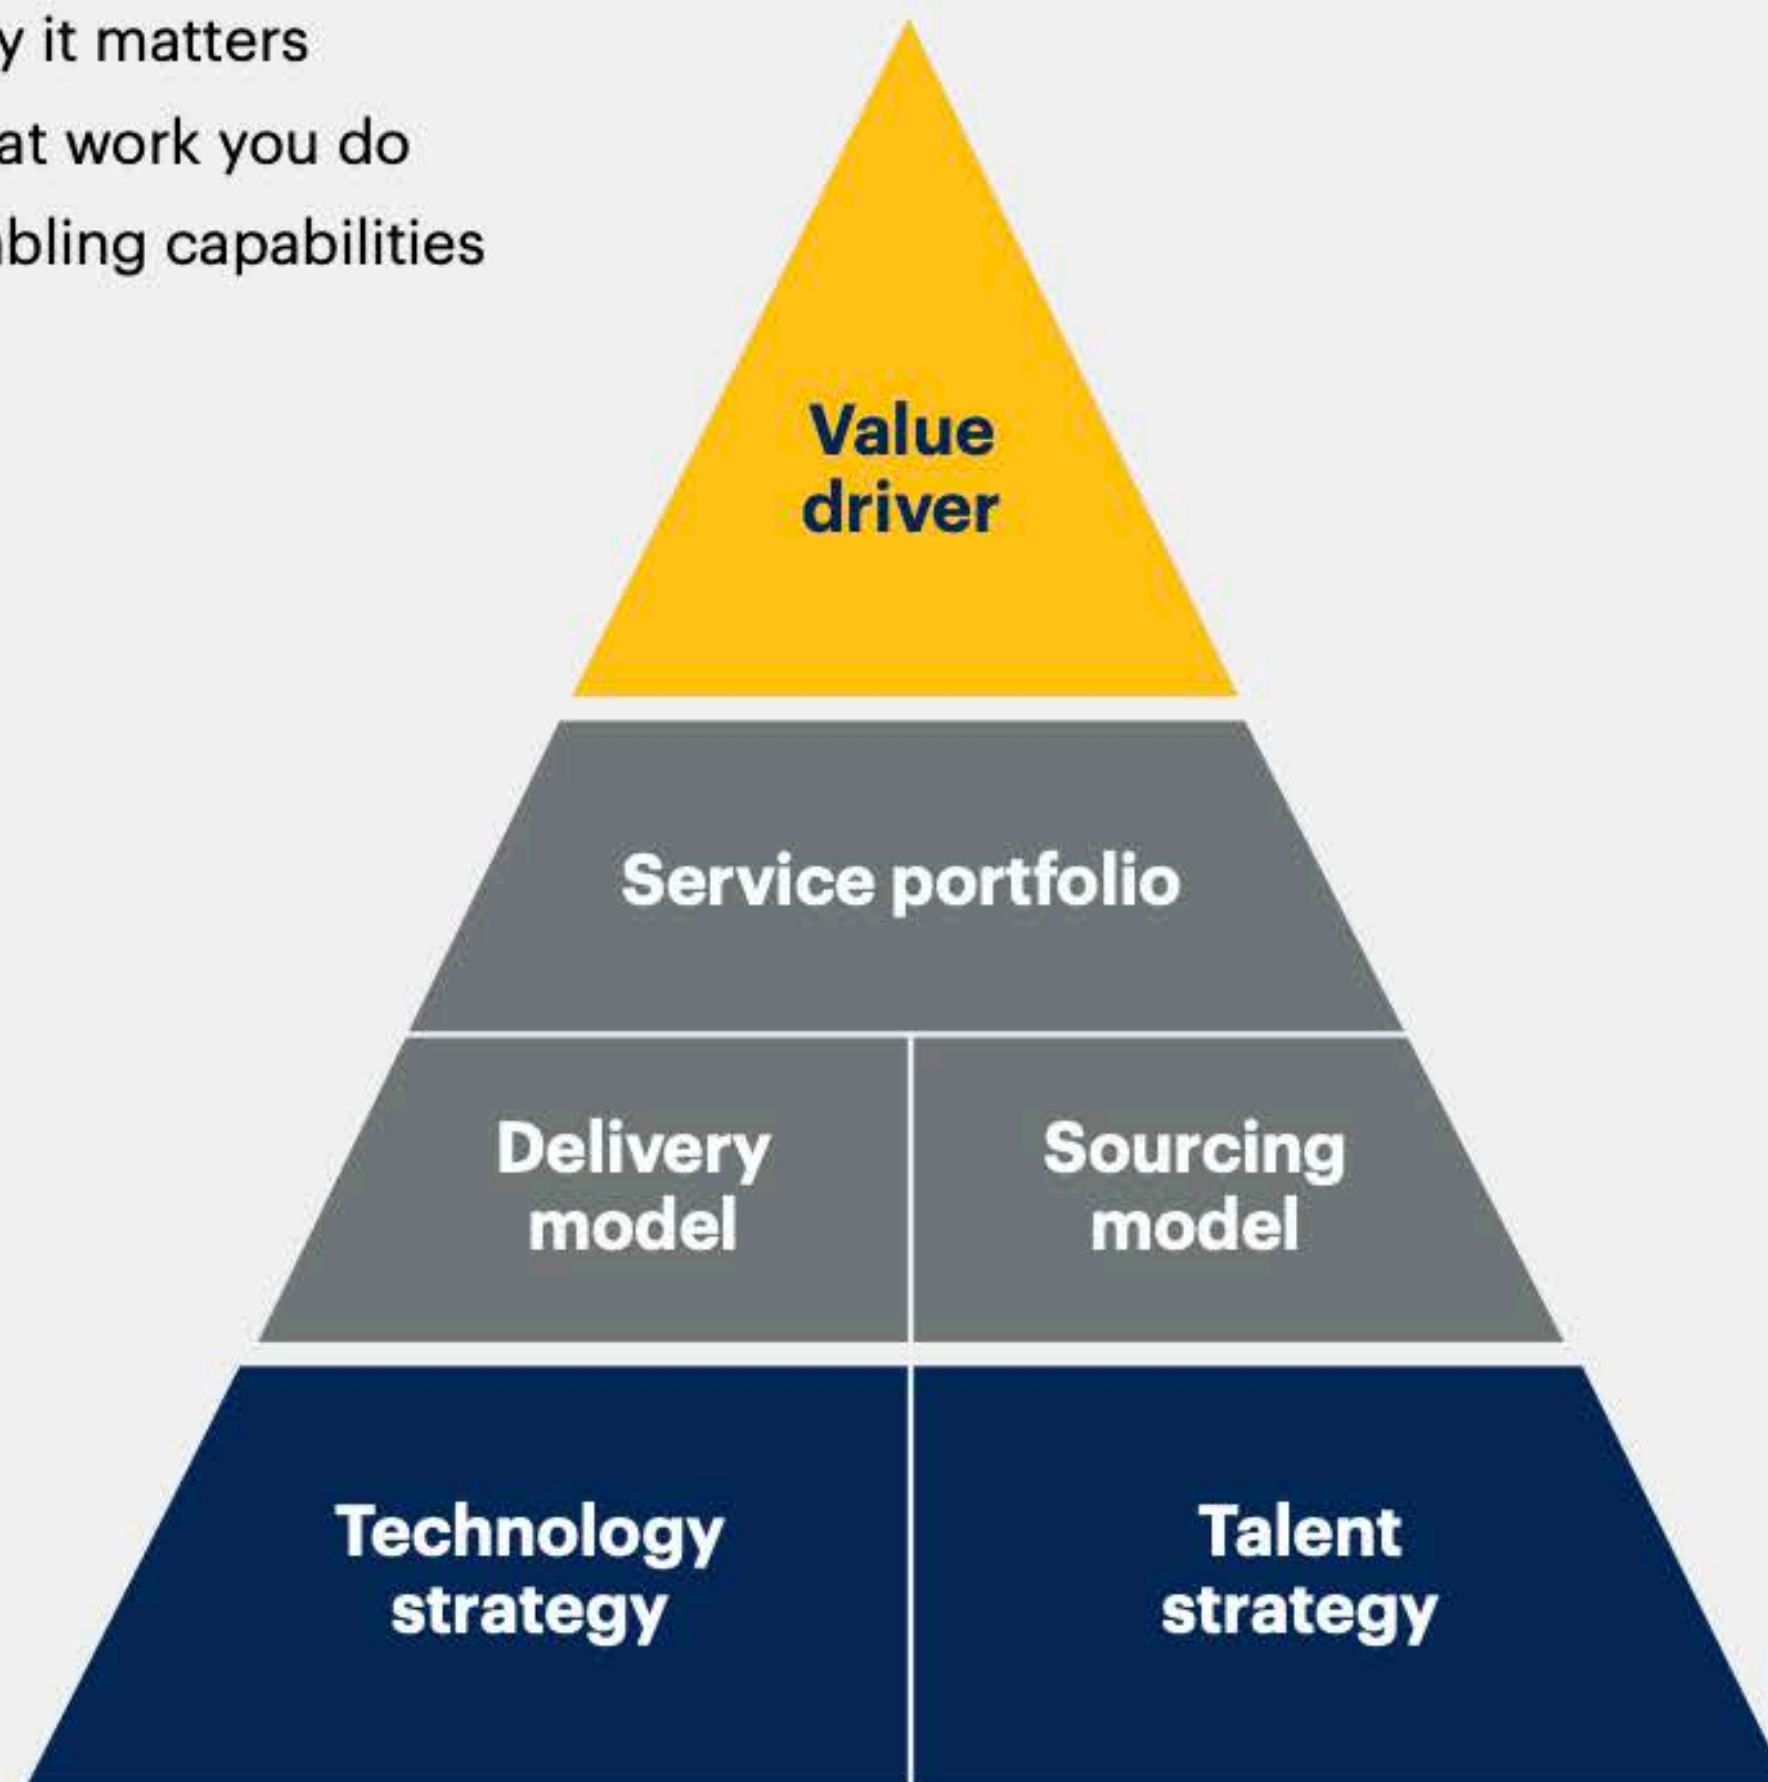 y it matters
at work you do
bling capabilities
Value
driver
Service portfolio
Delivery
model
Sourcing
model
Technology
strategy
Talent
strategy